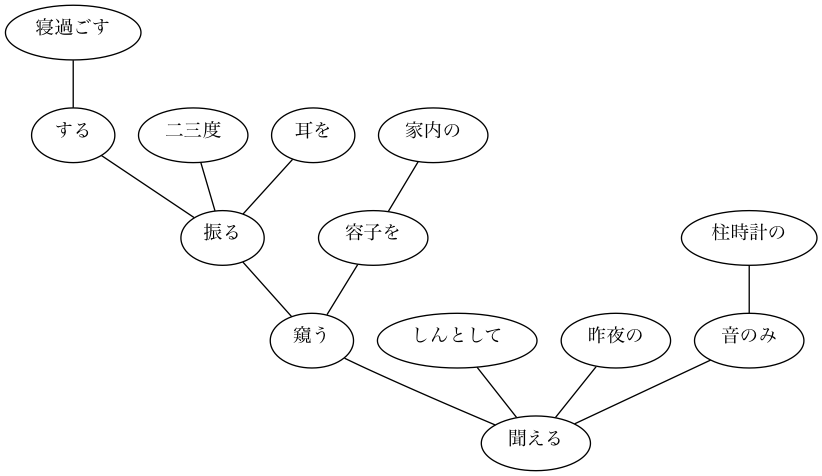 寝過ごす
する
二三度
耳を
家内の
振る
容子を
柱時計の
窺う
しんとして
昨夜の
音のみ
聞える